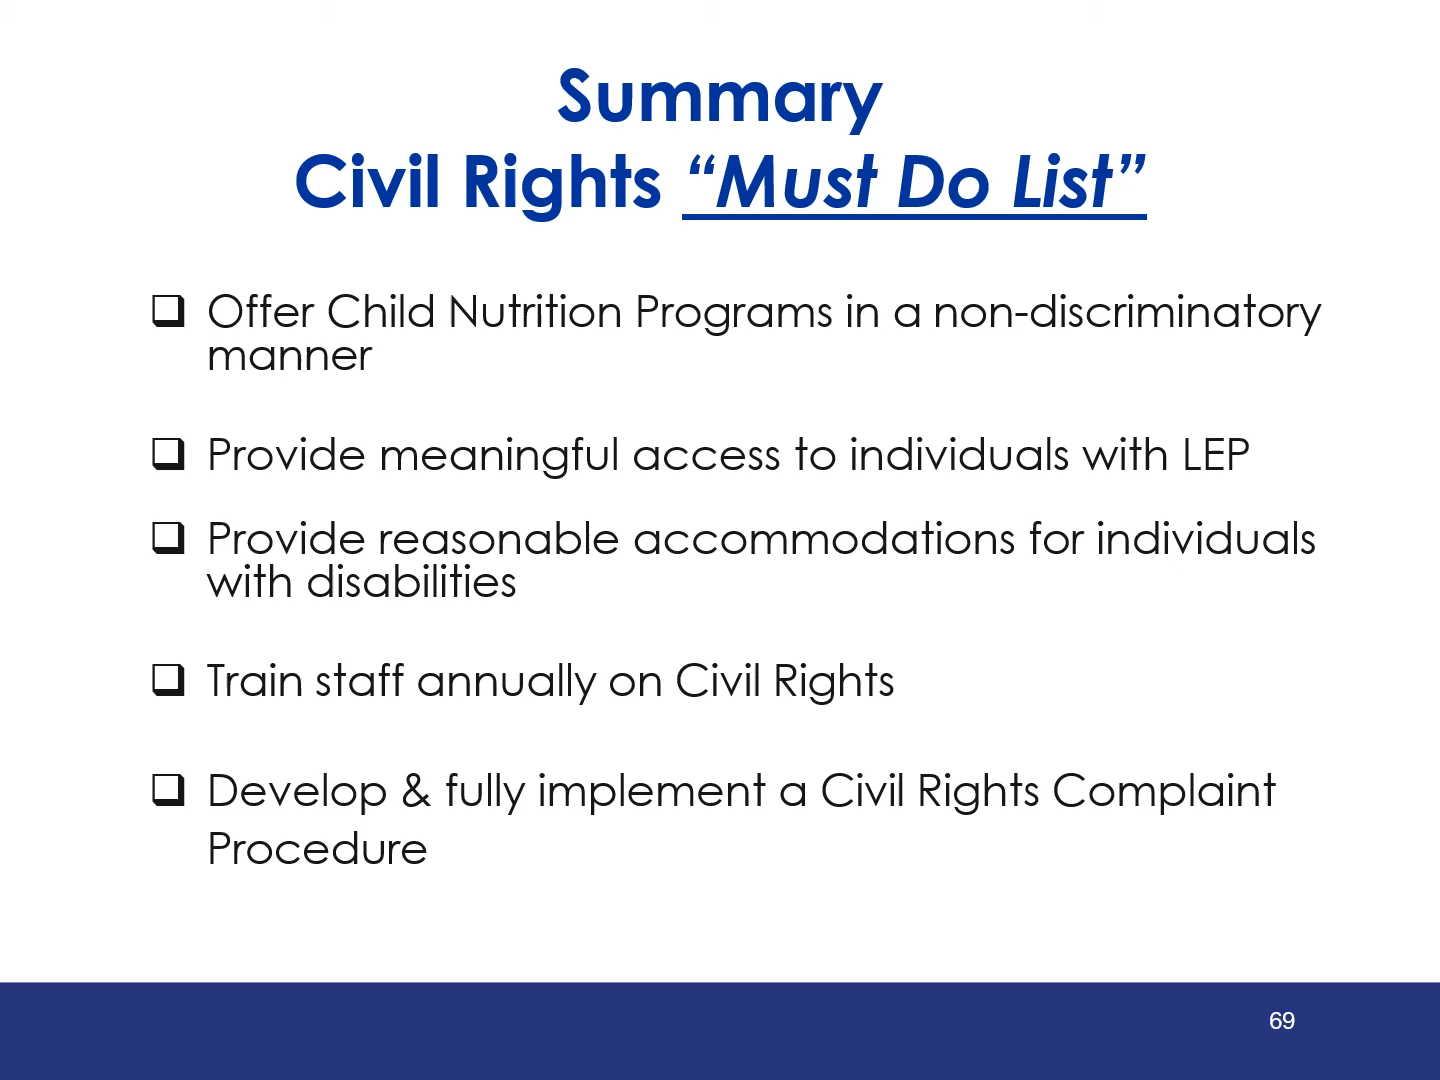 Summary
Civil Rights “Must Do List”
❑ Offer Child Nutrition Programs in a non-discriminatory
manner
❑ Provide meaningful access to individuals with LEP
❑ Provide reasonable accommodations for individuals
with disabilities
❑ Train staff annually on Civil Rights
❑ Develop & fully implement a Civil Rights Complaint
Procedure
69